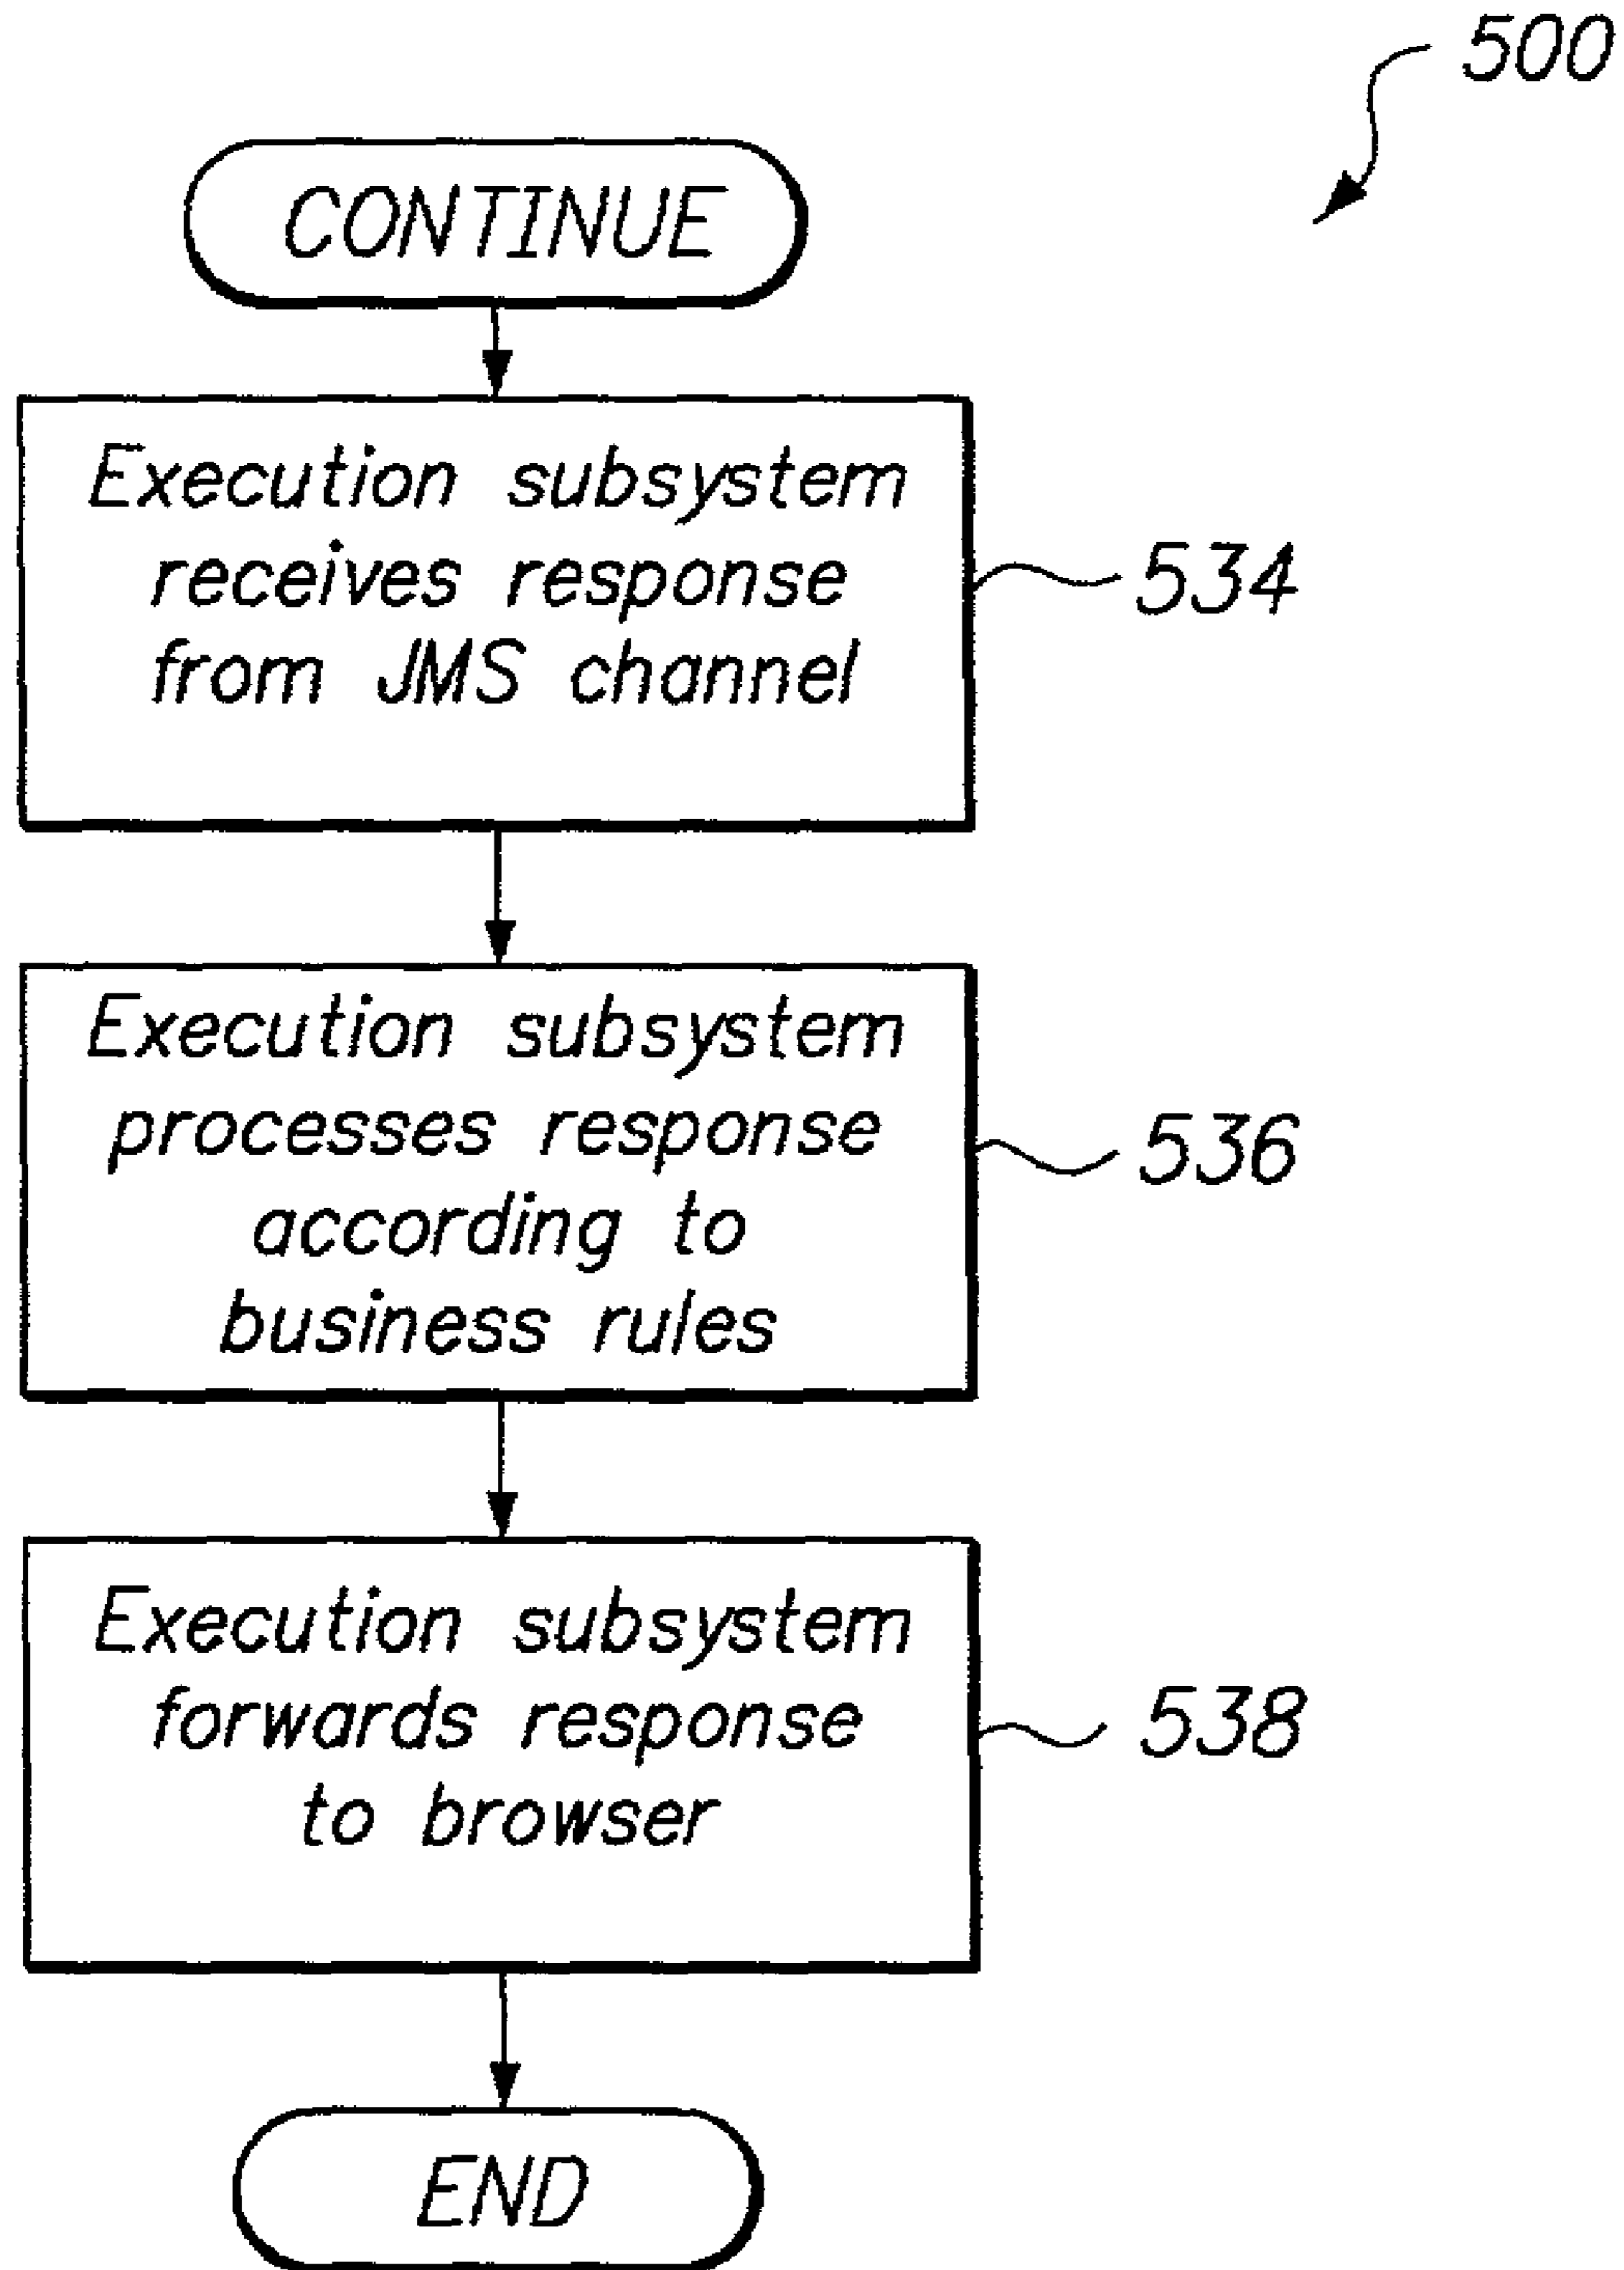 500
CONTINUE
Execution subsystem
receives response
from JMS channel
534
Execution subsystem
processes response
according to
business rules
536
Execution subsystem
forwards response
to browser
538
END